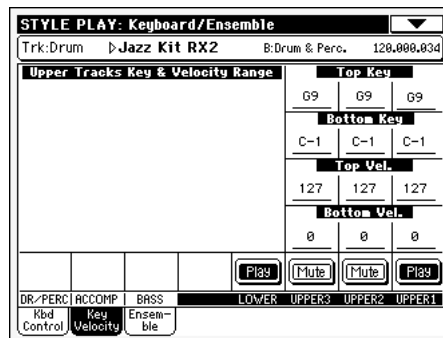 STYLE PLAY: Keyboard/Ensemble
Trk:Drum ▷Jazz Kit RX2 B:Drum & Perc. 120.000.034
Upper Tracks Key & Velocity Range
Top Key
G9 G9 G9
Bottom Key
C-1 C-1 C-1
Top Vel.
127 127 127
Bottom Vel.
0 0 0
Play Mute Mute Play
DR/PERC ACCOMP BASS LOWER UPPER3 UPPER2 UPPER1
Kbd Control Key Velocity Ensem-ble